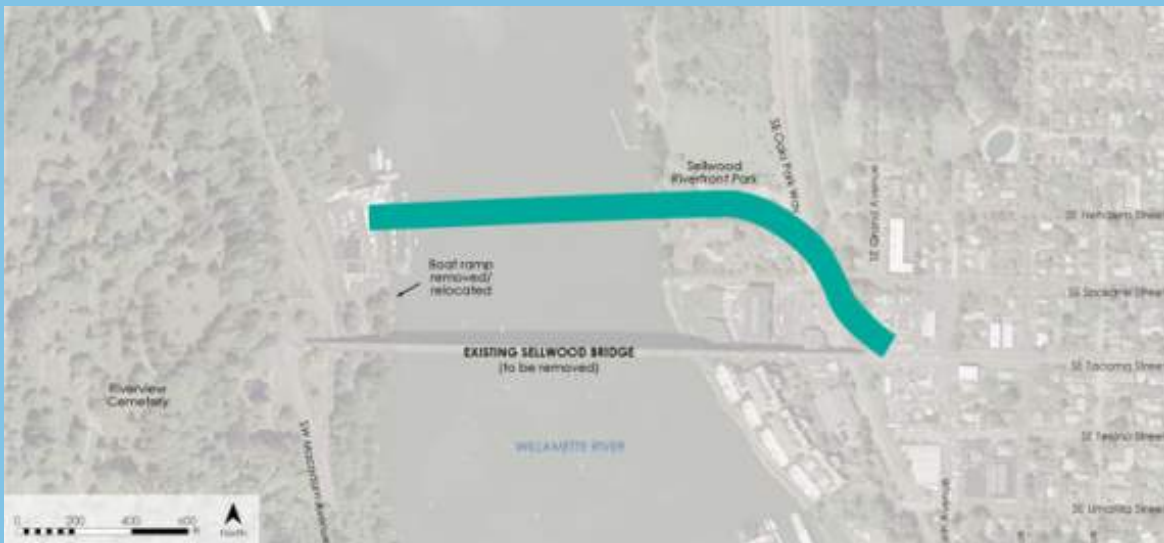 Sellwood
Riverfront Park
SE Oaks Park Way
SE Grand Avenue
SE Nehalem Street
Boat ramp
removed/
relocated
SE Spokane Street
EXISTING SELLWOOD BRIDGE
(to be removed)
SE Tacoma Street
Riverview
Cemetery
SW Macadam Avenue
WILLAMETTE RIVER
SE Tenino Street
SE Umatilla Street
0 200 400 600
ft
North